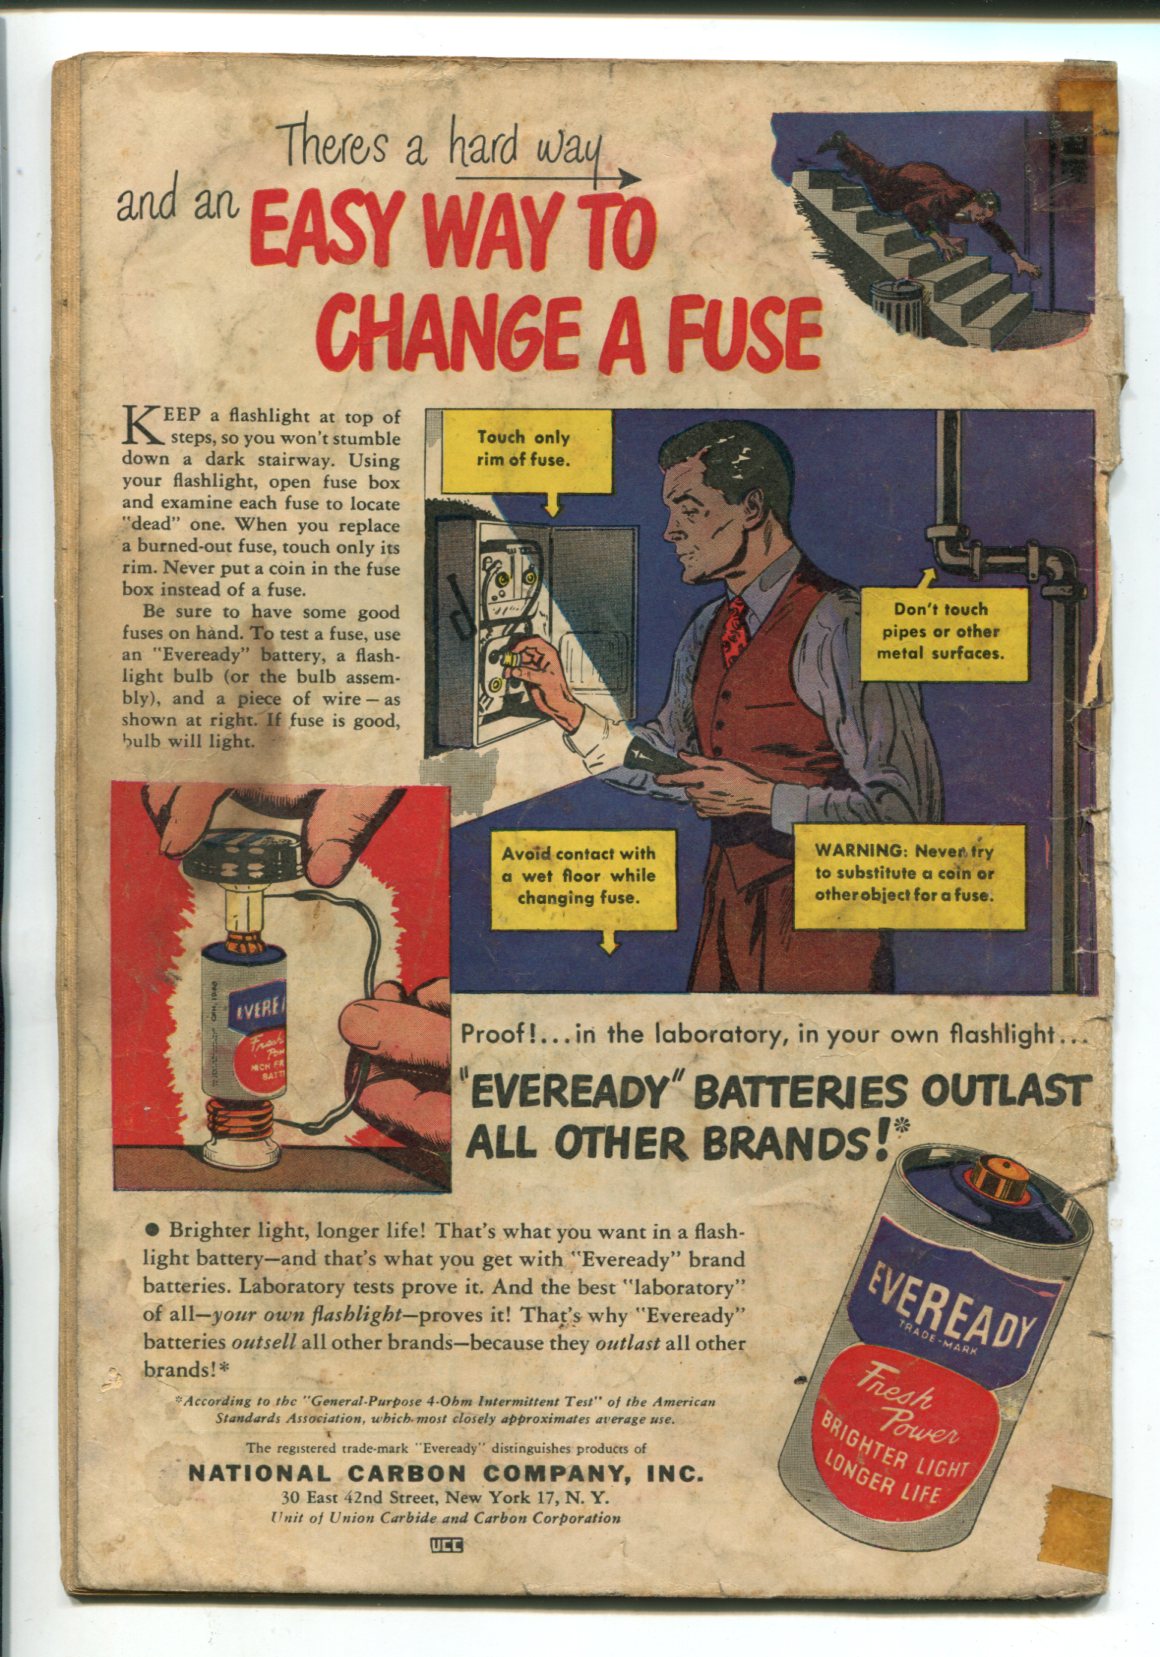 Theres a hard way
and an EASY WAY TO
CHANGE A FUSE
KEEP a flashlight at top of
steps, so you won't stumble
down a dark stairway. Using
your flashlight, open fuse box
and examine each fuse to locate
"dead" one. When you replace
a burned-out fuse, touch only its
rim. Never put a coin in the fuse
box instead of a fuse.
Be sure to have some good
fuses on hand. To test a fuse, use
an "Eveready" battery, a flash-
light bulb (or the bulb assem-
bly), and a piece of wire – as
shown at right. If fuse is good,
bulb will light.
Touch only
rim of fuse.
Don't touch
pipes or other
metal surfaces.
Avoid contact with
a wet floor while
changing fuse.
WARNING: Never try
to substitute a coin or
other object for a fuse.
EVEREA
Fresh
Pow
Proof!...in the laboratory, in your own flashlight...
"EVEREADY" BATTERIES OUTLAST
ALL OTHER BRANDS!*
● Brighter light, longer life! That's what you want in a flash-
light battery—and that's what you get with "Eveready" brand
batteries. Laboratory tests prove it. And the best "laboratory"
of all—your own flashlight—proves it! That's why "Eveready"
batteries outsell all other brands—because they outlast all other
brands!*
*According to the "General-Purpose 4-Ohm Intermittent Test" of the American
Standards Association, which most closely approximates average use.
The registered trade-mark "Eveready" distinguishes products of
NATIONAL CARBON COMPANY, INC.
30 East 42nd Street, New York 17, N. Y.
Unit of Union Carbide and Carbon Corporation
UCC
EVEREADY
TRADE-MARK
Fresh
Power
BRIGHTER LIGHT
LONGER LIFE